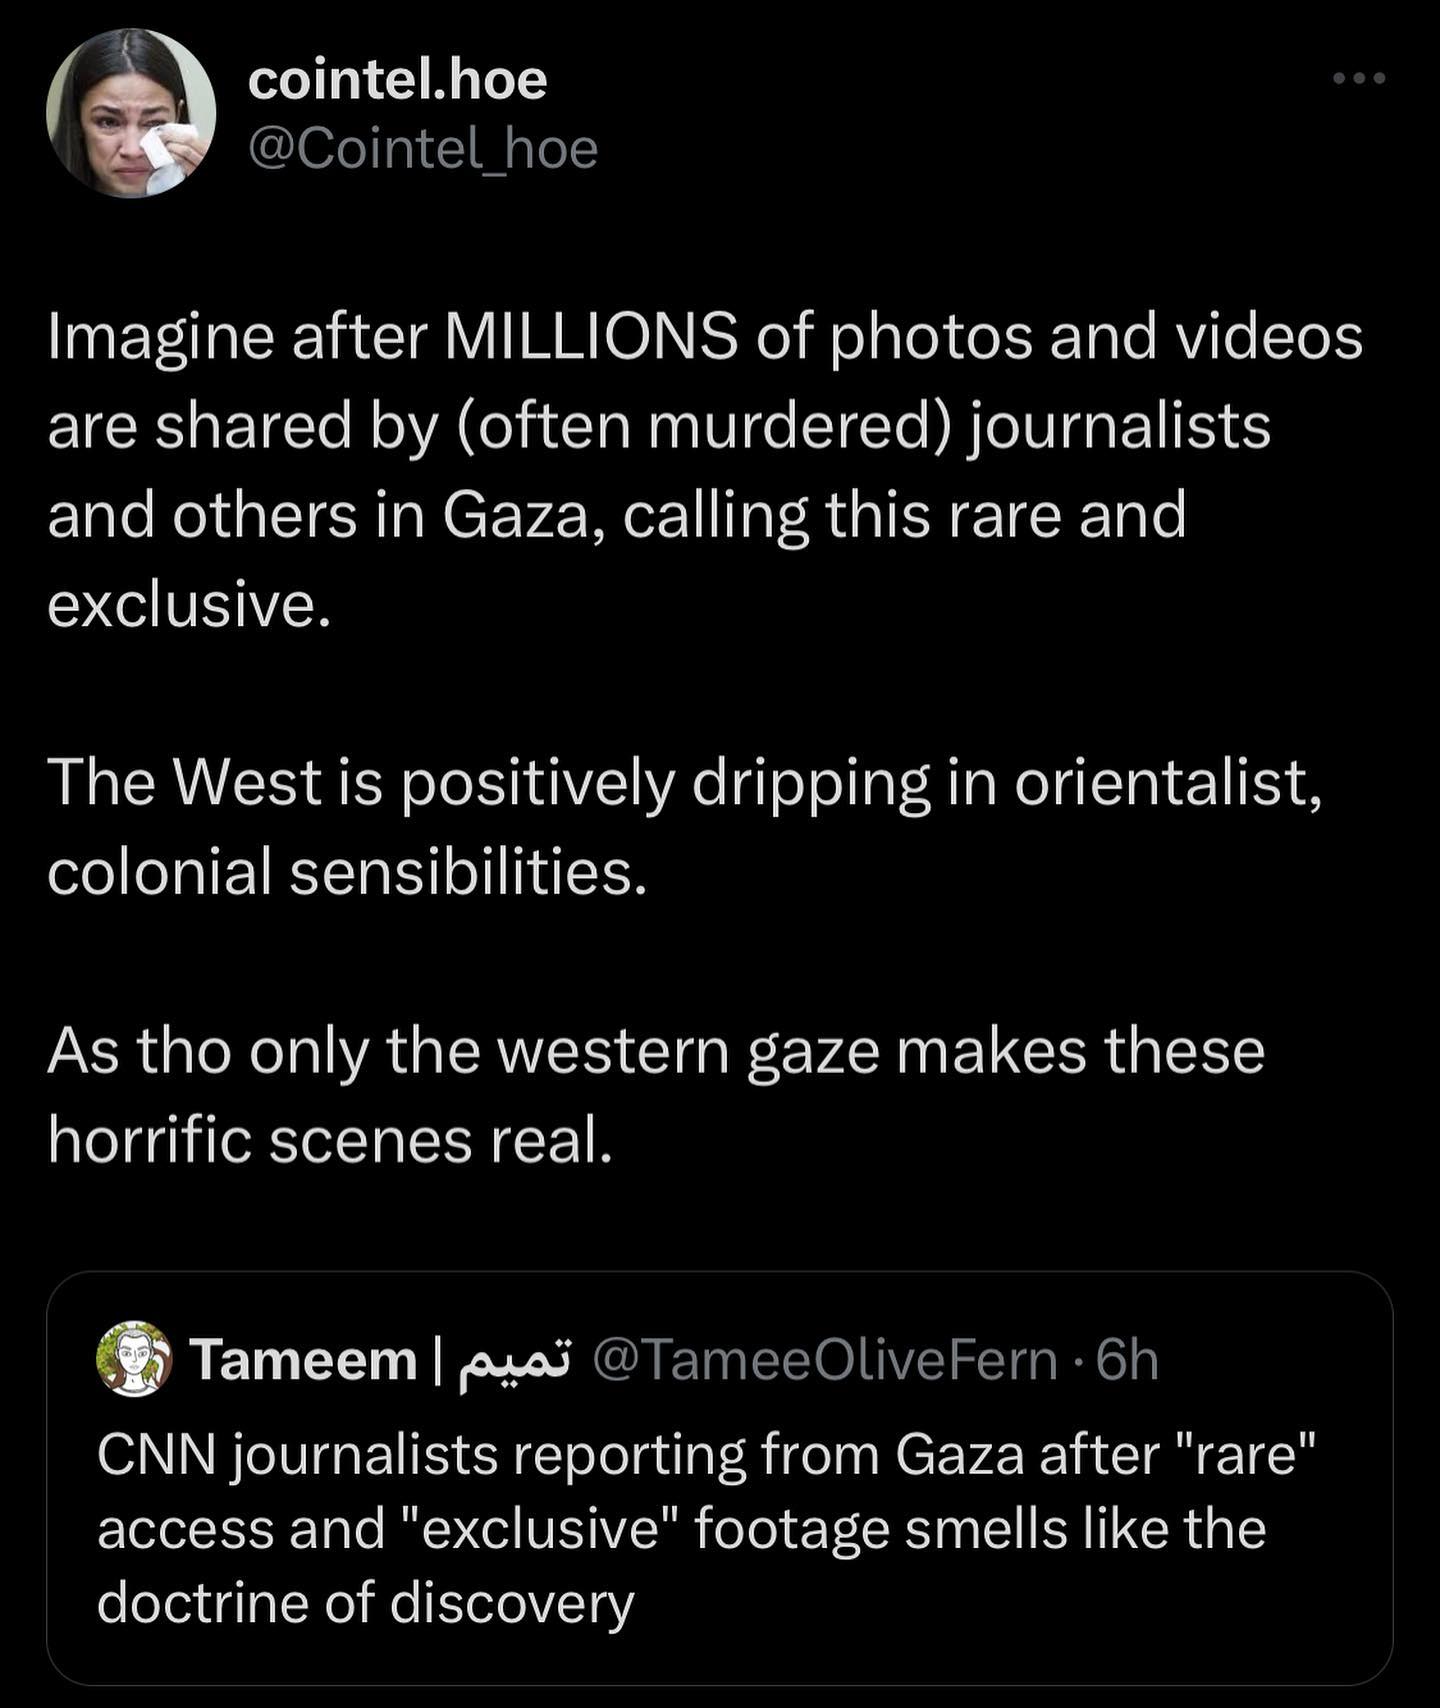 cointel.hoe
@Cointel_hoe
Imagine after MILLIONS of photos and videos
are shared by (often murdered) journalists
and others in Gaza, calling this rare and
exclusive.
The West is positively dripping in orientalist,
colonial sensibilities.
As tho only the western gaze makes these
horrific scenes real.
Tameem | تميم @TameeOliveFern · 6h
CNN journalists reporting from Gaza after "rare"
access and "exclusive" footage smells like the
doctrine of discovery